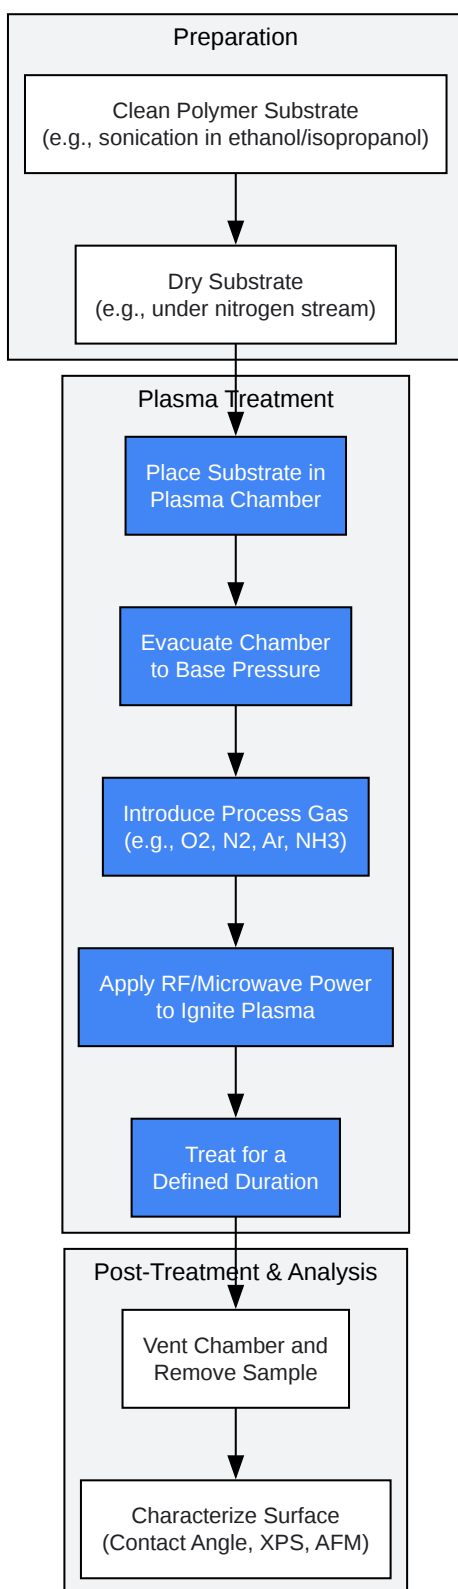 Preparation
Clean Polymer Substrate
(e.g., sonication in ethanol/isopropanol)
Dry Substrate
(e.g., under nitrogen stream)
Plasma Treatment
Place Substrate in
Plasma Chamber
Evacuate Chamber
to Base Pressure
Introduce Process Gas
(e.g., O2, N2, Ar, NH3)
Apply RF/Microwave Power
to Ignite Plasma
Treat for a
Defined Duration
Post-Treatment & Analysis
Vent Chamber and
Remove Sample
Characterize Surface
(Contact Angle, XPS, AFM)